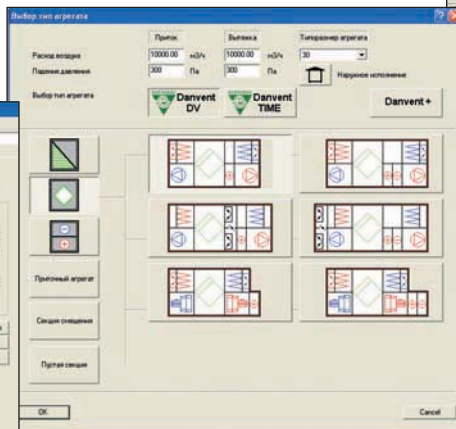 Выбор тип агрегата
Приток Вытяжка Типоразмер агрегата
Расход воздуха 10000.00 м3/ч 10000.00 м3/ч 30
Падение давления 300 Па 300 Па Наружное исполнение
Выбор тип агрегата Danvent DV Danvent TIME Danvent +
Приточный агрегат
Секция смешения
Пустая секция
OK Cancel